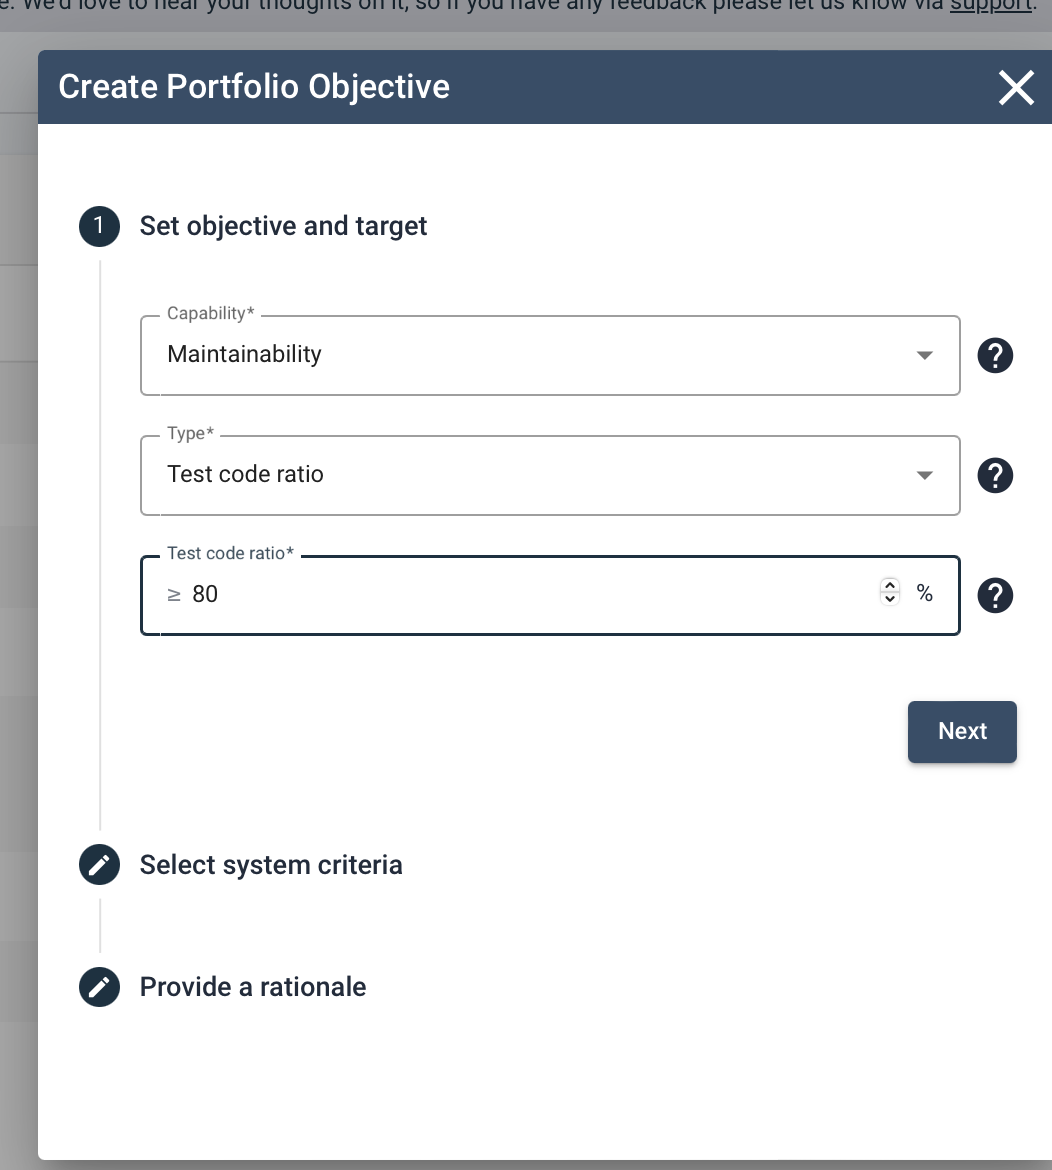 e. We'd love to hear your thoughts on it, so if you have any feedback please let us know via support.
Create Portfolio Objective
1 Set objective and target
Capability*
Maintainability
?
Type*
Test code ratio
?
Test code ratio*
≥ 80 %
?
Next
Select system criteria
Provide a rationale